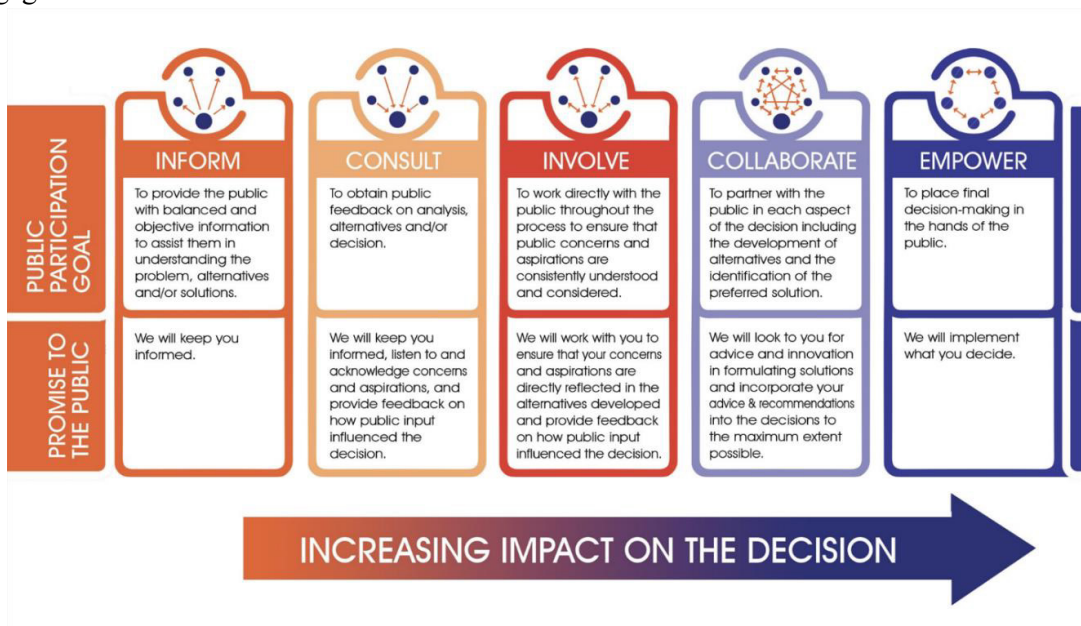 INFORM
CONSULT
INVOLVE
COLLABORATE
EMPOWER
PUBLIC
PARTICIPATION
GOAL
To provide the public
with balanced and
objective information
to assist them in
understanding the
problem, alternatives
and/or solutions.
To obtain public
feedback on analysis,
alternatives and/or
decision.
To work directly with the
public throughout the
process to ensure that
public concerns and
aspirations are
consistently understood
and considered.
To partner with the
public in each aspect
of the decision including
the development of
alternatives and the
identification of the
preferred solution.
To place final
decision-making in
the hands of the
public.
PROMISE TO
THE PUBLIC
We will keep you
informed.
We will keep you
informed, listen to and
acknowledge concerns
and aspirations, and
provide feedback on
how public input
influenced the
decision.
We will work with you to
ensure that your concerns
and aspirations are
directly reflected in the
alternatives developed
and provide feedback
on how public input
influenced the decision.
We will look to you for
advice and innovation
in formulating solutions
and incorporate your
advice & recommendations
into the decisions to
the maximum extent
possible.
We will implement
what you decide.
INCREASING IMPACT ON THE DECISION